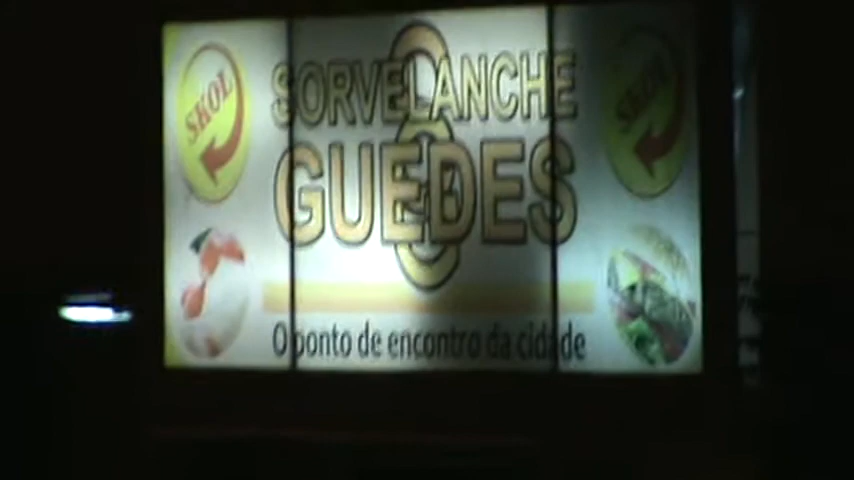 SKOL
SORVELANCHE
SKOL
GUEDES
O ponto de encontro da cidade